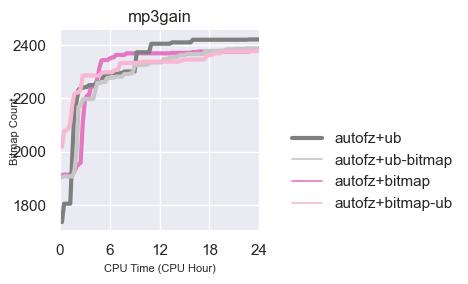 mp3gain
2400
2200
2000
1800
Bitmap Count
0 6 12 18 24
CPU Time (CPU Hour)
autofz+ub
autofz+ub-bitmap
autofz+bitmap
autofz+bitmap-ub